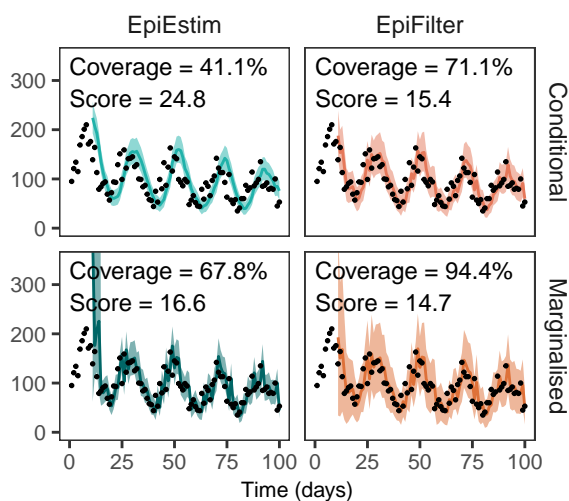 EpiEstim EpiFilter
Coverage = 41.1% Coverage = 71.1%
Score = 24.8 Score = 15.4
300
200
100
0
Conditional
Coverage = 67.8% Coverage = 94.4%
Score = 16.6 Score = 14.7
300
200
100
0
Marginalised
0 25 50 75 100 0 25 50 75 100
Time (days)